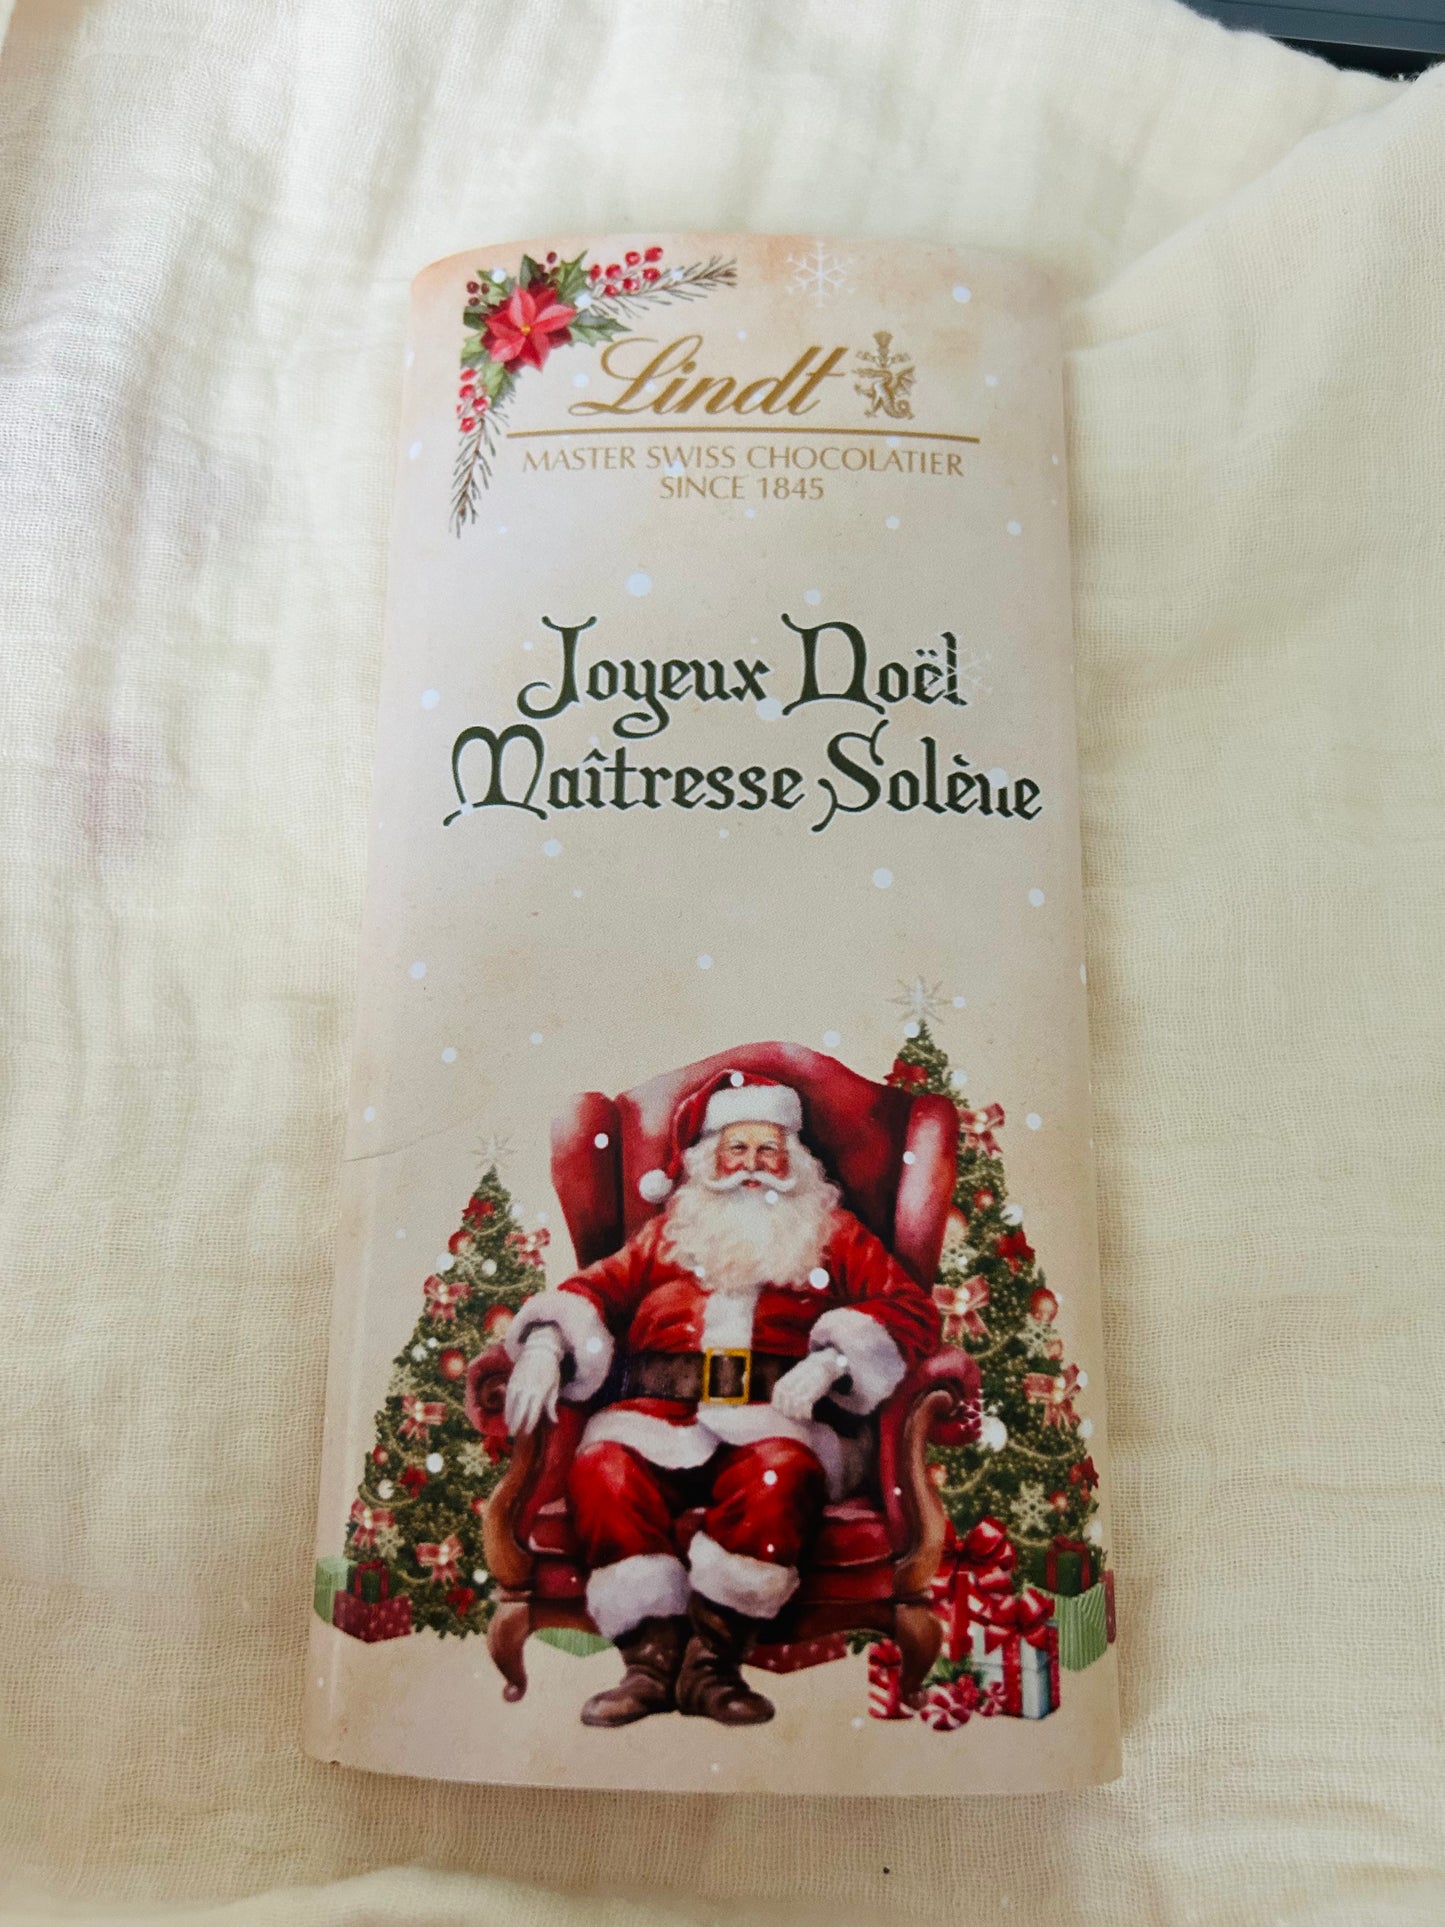 Lindt
MASTER SWISS CHOCOLATIER
SINCE 1845
Joyeux Noël
Maîtresse Solène